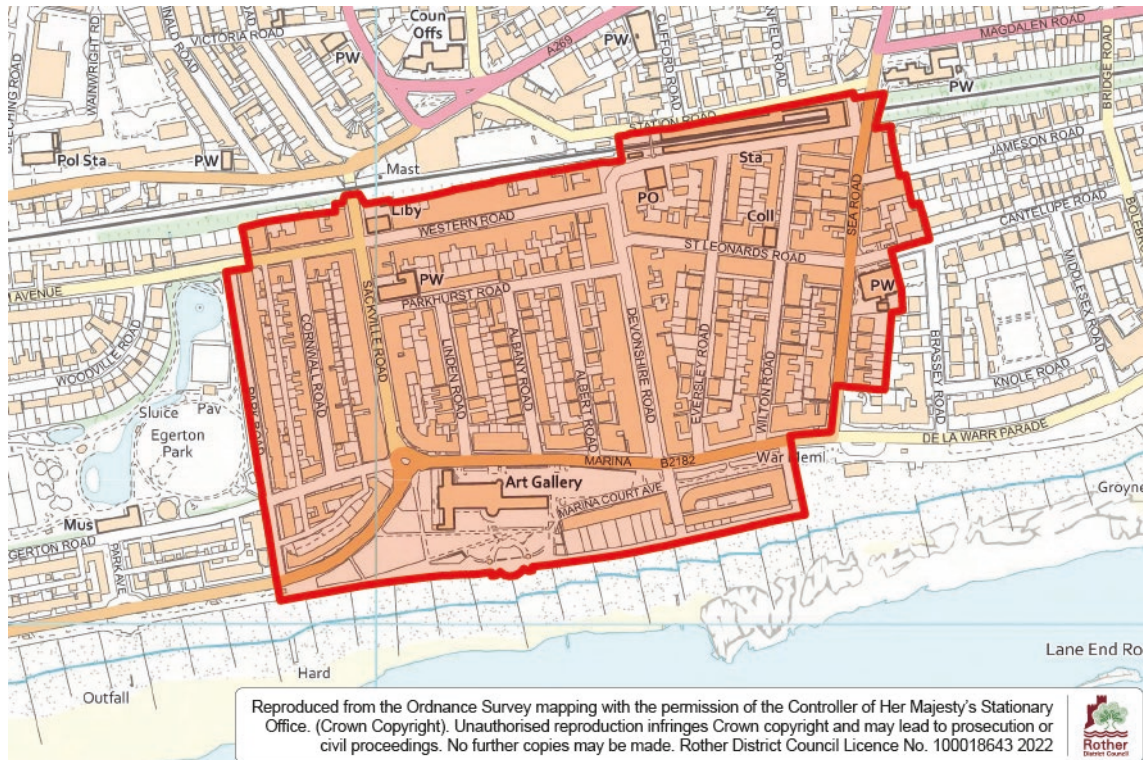 Coun
Offs
MAGDALEN ROAD
VICTORIA ROAD
WAINWRIGHT RD
A269
PW
PW
PW
BRIDGE ROAD
STATION ROAD
JAMESON ROAD
Pol Sta
PW
Mast
Sta
PO
Coll
Liby
WESTERN ROAD
SEA ROAD
CANTELUPE ROAD
ST LEONARDS ROAD
PW
PARKHURST ROAD
PW
SACKVILLE ROAD
CORNWALL ROAD
LINDEN ROAD
ALBANY ROAD
ALBERT ROAD
DEVONSHIRE ROAD
EVERSLEY ROAD
WILTON ROAD
BRASSEY ROAD
MIDDLESEX ROAD
KNOLE ROAD
WOODVILLE ROAD
PARK ROAD
Sluice
Pav
Egerton
Park
DE LA WARR PARADE
MARINA
B2182
War Meml
Art Gallery
MARINA COURT AVE
Mus
PARK AVE
Groyne
Hard
Outfall
Lane End Ro
Reproduced from the Ordnance Survey mapping with the permission of the Controller of Her Majesty's Stationary
Office. (Crown Copyright). Unauthorised reproduction infringes Crown copyright and may lead to prosecution or
civil proceedings. No further copies may be made. Rother District Council Licence No. 100018643 2022
Rother
District Council